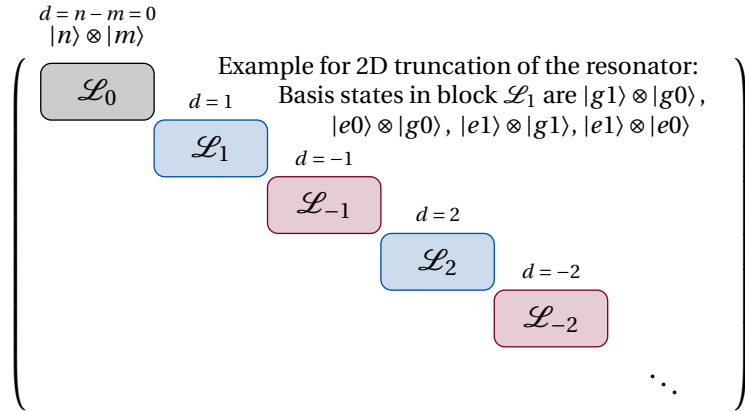 d = n − m = 0
|n⟩ ⊗ |m⟩
Example for 2D truncation of the resonator:
ℒ₀
d = 1
Basis states in block ℒ₁ are |g1⟩ ⊗ |g0⟩ ,
|e0⟩ ⊗ |g0⟩ , |e1⟩ ⊗ |g1⟩, |e1⟩ ⊗ |e0⟩
ℒ₁
d = −1
ℒ₋₁
d = 2
ℒ₂
d = −2
ℒ₋₂
⋱